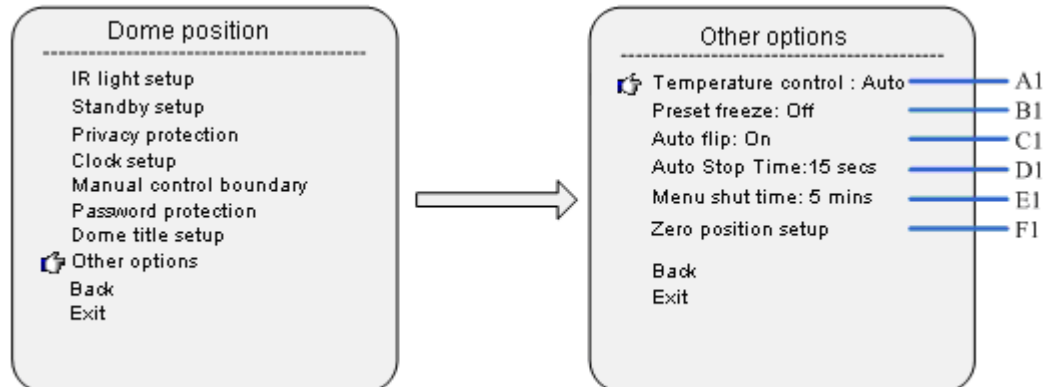 Dome position
IR light setup
Standby setup
Privacy protection
Clock setup
Manual control boundary
Password protection
Dome title setup
Other options
Back
Exit
Other options
Temperature control : Auto
Preset freeze: Off
Auto flip: On
Auto Stop Time:15 secs
Menu shut time: 5 mins
Zero position setup
Back
Exit
A1
B1
C1
D1
E1
F1